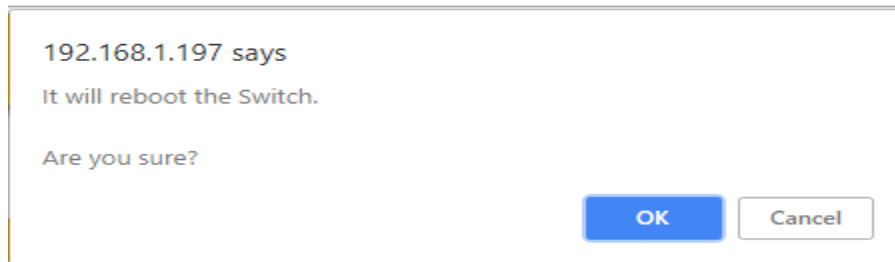 192.168.1.197 says
It will reboot the Switch.
Are you sure?
OK Cancel